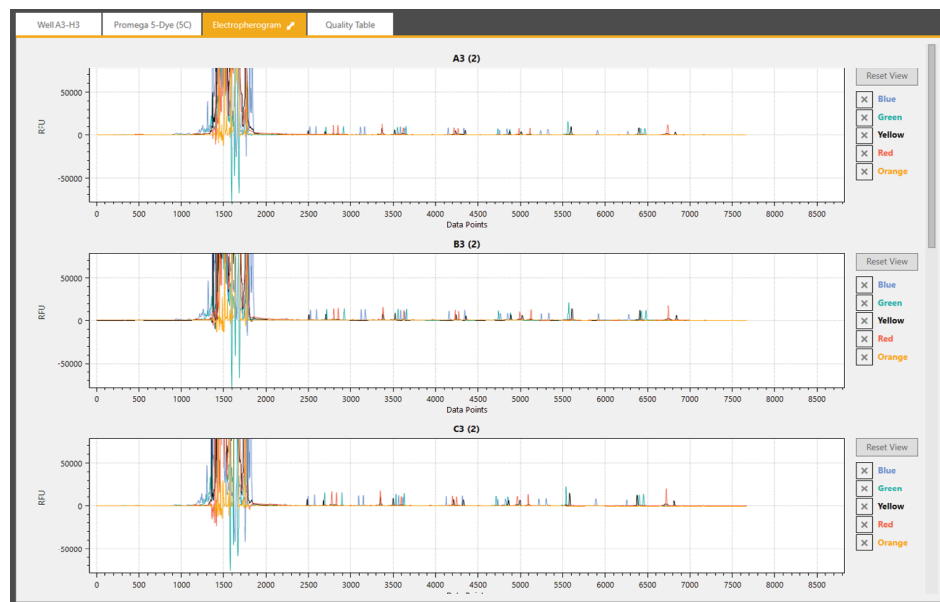 Well A3-H3 Promega 5-Dye (5C) Electropherogram Quality Table
A3 (2)
Reset View
50000
0
-50000
RFU
Blue
Green
Yellow
Red
Orange
0 500 1000 1500 2000 2500 3000 3500 4000 4500 5000 5500 6000 6500 7000 7500 8000 8500
Data Points
B3 (2)
Reset View
50000
0
-50000
RFU
Blue
Green
Yellow
Red
Orange
0 500 1000 1500 2000 2500 3000 3500 4000 4500 5000 5500 6000 6500 7000 7500 8000 8500
Data Points
C3 (2)
Reset View
50000
0
-50000
RFU
Blue
Green
Yellow
Red
Orange
0 500 1000 1500 2000 2500 3000 3500 4000 4500 5000 5500 6000 6500 7000 7500 8000 8500